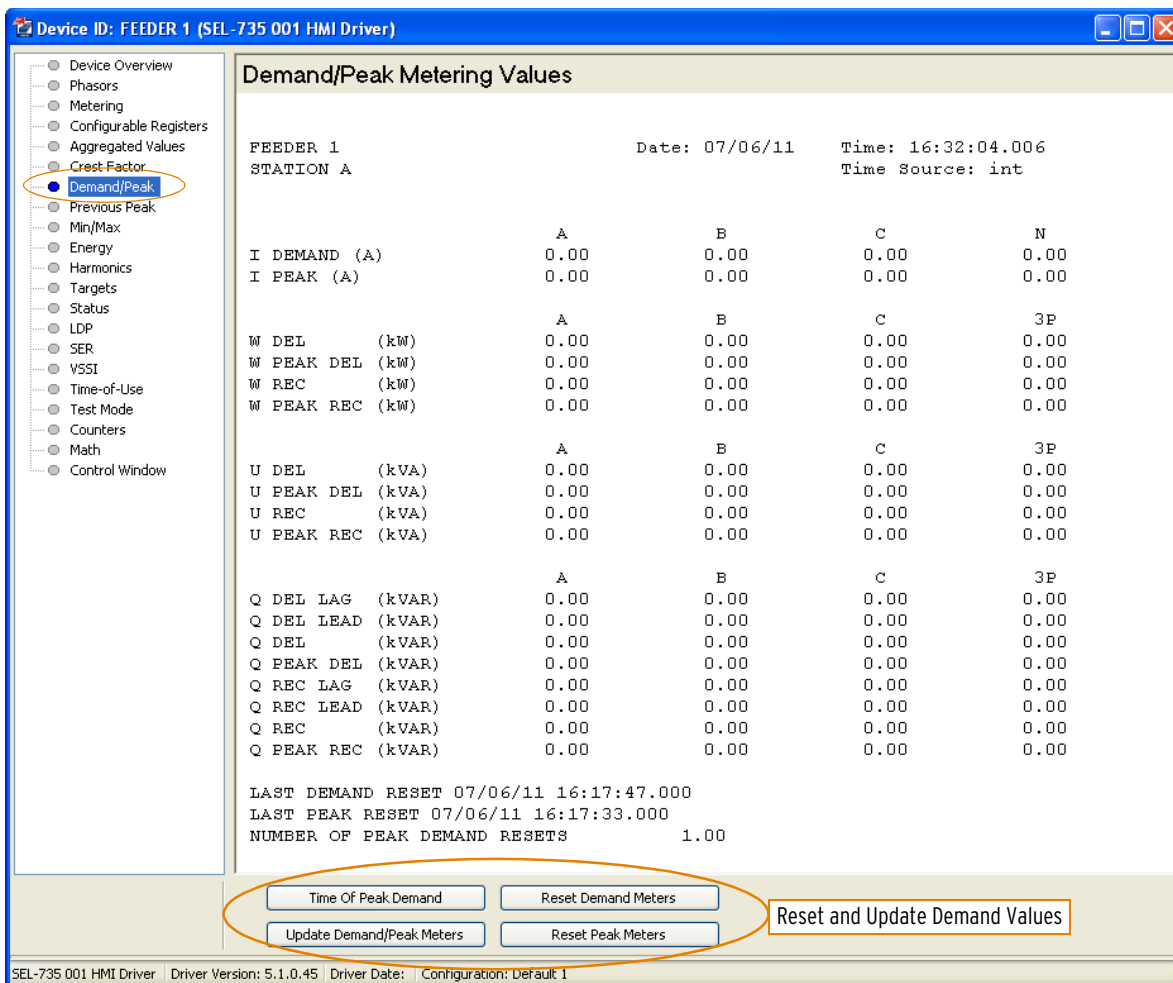 Device ID: FEEDER 1 (SEL-735 001 HMI Driver)
Device Overview
Phasors
Metering
Configurable Registers
Aggregated Values
Crest Factor
Demand/Peak
Previous Peak
Min/Max
Energy
Harmonics
Targets
Status
LDP
SER
VSSI
Time-of-Use
Test Mode
Counters
Math
Control Window
Demand/Peak Metering Values
FEEDER 1 Date: 07/06/11 Time: 16:32:04.006
STATION A Time Source: int
A B C N
I DEMAND (A) 0.00 0.00 0.00 0.00
I PEAK (A) 0.00 0.00 0.00 0.00
A B C 3P
W DEL (kW) 0.00 0.00 0.00 0.00
W PEAK DEL (kW) 0.00 0.00 0.00 0.00
W REC (kW) 0.00 0.00 0.00 0.00
W PEAK REC (kW) 0.00 0.00 0.00 0.00
A B C 3P
U DEL (kVA) 0.00 0.00 0.00 0.00
U PEAK DEL (kVA) 0.00 0.00 0.00 0.00
U REC (kVA) 0.00 0.00 0.00 0.00
U PEAK REC (kVA) 0.00 0.00 0.00 0.00
A B C 3P
Q DEL LAG (kVAR) 0.00 0.00 0.00 0.00
Q DEL LEAD (kVAR) 0.00 0.00 0.00 0.00
Q DEL (kVAR) 0.00 0.00 0.00 0.00
Q PEAK DEL (kVAR) 0.00 0.00 0.00 0.00
Q REC LAG (kVAR) 0.00 0.00 0.00 0.00
Q REC LEAD (kVAR) 0.00 0.00 0.00 0.00
Q REC (kVAR) 0.00 0.00 0.00 0.00
Q PEAK REC (kVAR) 0.00 0.00 0.00 0.00
LAST DEMAND RESET 07/06/11 16:17:47.000
LAST PEAK RESET 07/06/11 16:17:33.000
NUMBER OF PEAK DEMAND RESETS 1.00
Time Of Peak Demand Reset Demand Meters
Update Demand/Peak Meters Reset Peak Meters
Reset and Update Demand Values
SEL-735 001 HMI Driver Driver Version: 5.1.0.45 Driver Date: Configuration: Default 1